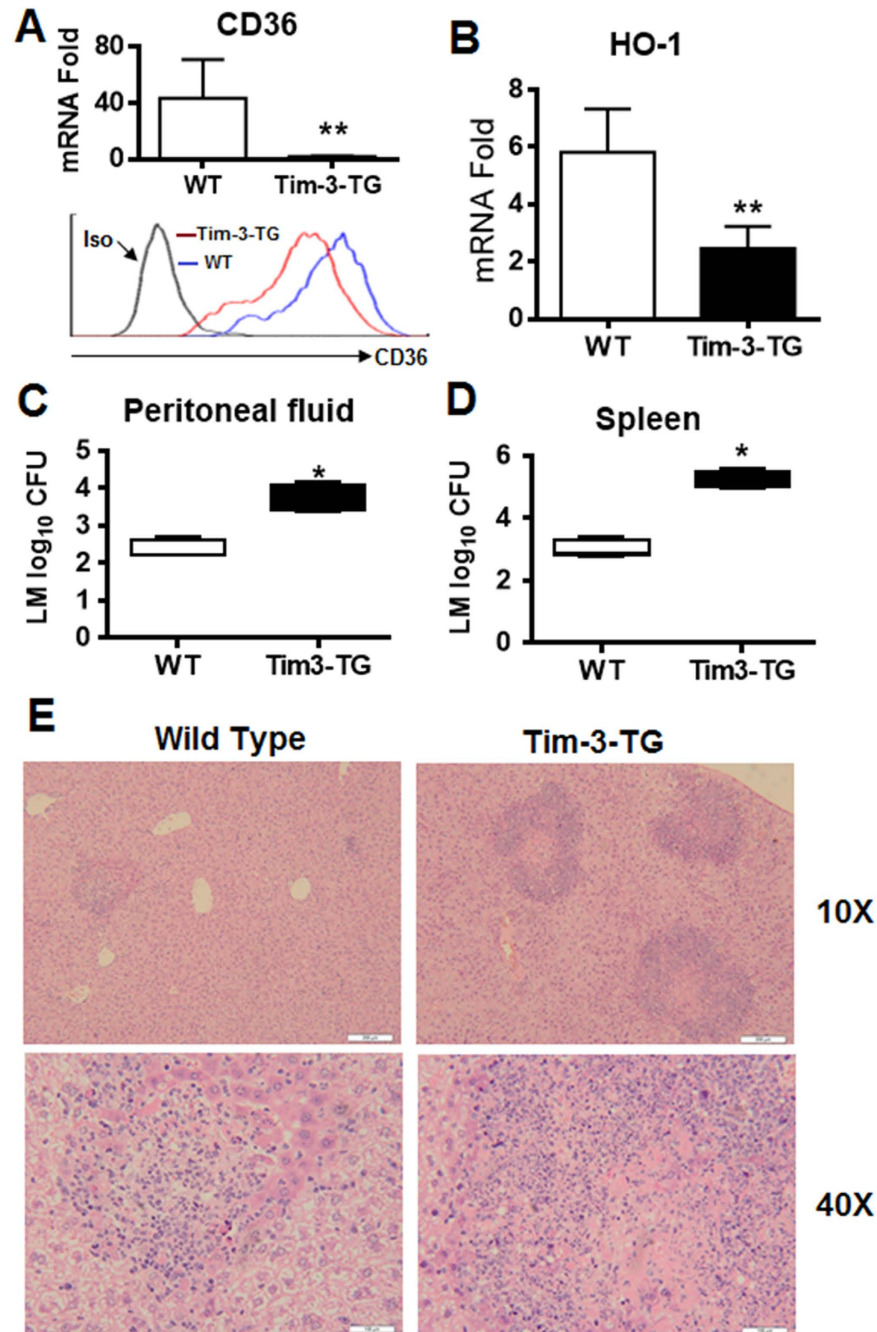 A
CD36
mRNA Fold
80
40
0
**
WT
Tim-3-TG
Iso
Tim-3-TG
WT
CD36
B
HO-1
mRNA Fold
8
6
4
2
0
**
WT
Tim-3-TG
C
Peritoneal fluid
LM log10 CFU
5
4
3
2
1
0
*
WT
Tim3-TG
D
Spleen
LM log10 CFU
6
4
2
0
*
WT
Tim3-TG
E
Wild Type
Tim-3-TG
10X
40X